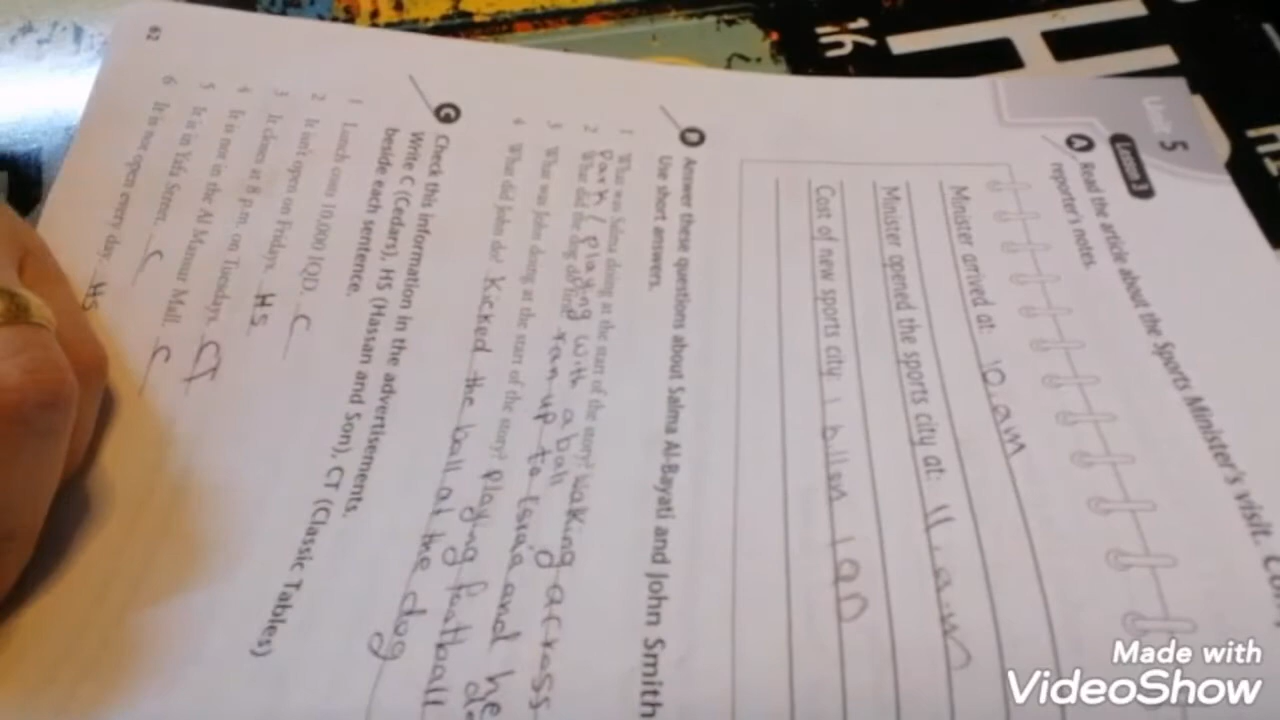 Unit 5
Lesson 3
A Read the article about the Sports Minister's visit.
reporter's notes.
Minister arrived at: 10.am
Minister opened the sports city at: 11.a.m
Cost of new sports city: 1
B Answer these questions about Salma Al-Bayati and John Smith
Use short answers.
1 What was Salma doing at the start of the story? Walking across
Park (playing with a ball
2 What did the dog do? ran up to
3 What was John doing at the start of the story? Playing football
4 What did John do? Kicked the ball at the dog
C Check this information in the advertisements.
Write C (Cedars), HS (Hassan and Son), CT (Classic Tables)
beside each sentence.
1 Lunch costs 10,000 IQD. C
2 It isn't open on Fridays. HS
3 It closes at 8 p.m. on Tuesdays. CT
4 It is not in the Al Mansur Mall. C
5 It is in Yafa Street. C
6 It is not open every day. HS
62
16
Made with
VideoShow